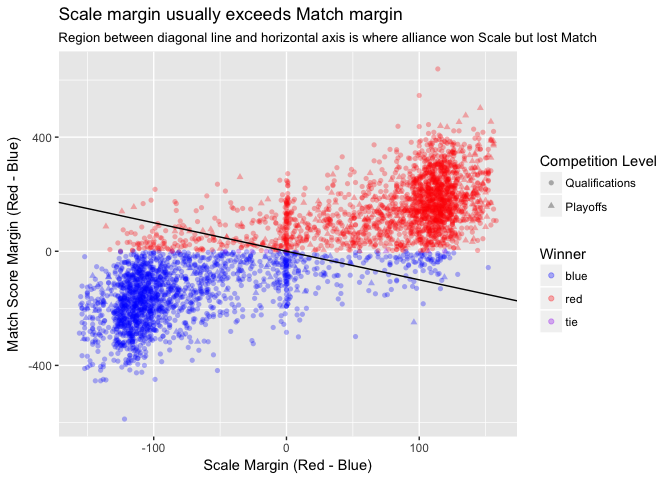 Scale margin usually exceeds Match margin
Region between diagonal line and horizontal axis is where alliance won Scale but lost Match
Match Score Margin (Red - Blue)
400
0
-400
-100
0
100
Scale Margin (Red - Blue)
Competition Level
Qualifications
Playoffs
Winner
blue
red
tie